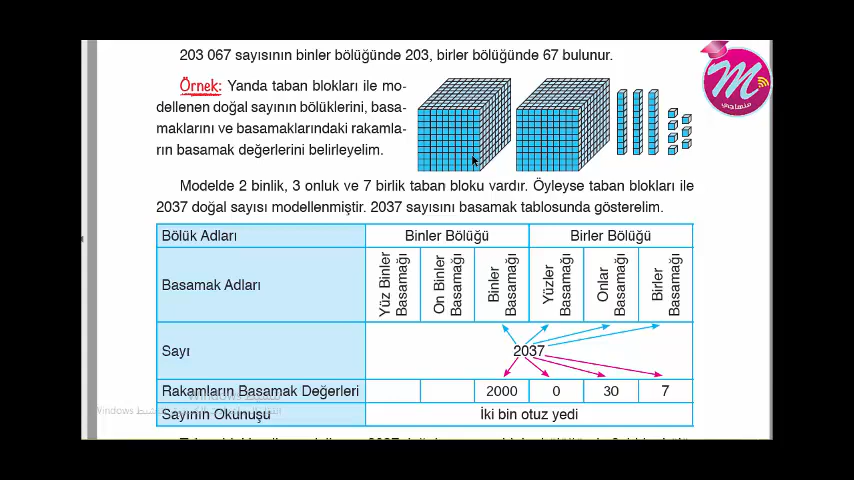 203 067 sayısının binler bölüğünde 203, birler bölüğünde 67 bulunur.
Örnek: Yanda taban blokları ile mo-
dellenen doğal sayının bölüklerini, basa-
maklarını ve basamaklarındaki rakamla-
rın basamak değerlerini belirleyelim.
منهاجي
Modelde 2 binlik, 3 onluk ve 7 birlik taban bloku vardır. Öyleyse taban blokları ile
2037 doğal sayısı modellenmiştir. 2037 sayısını basamak tablosunda gösterelim.
Bölük Adları Binler Bölüğü Birler Bölüğü
Basamak Adları Yüz Binler Basamağı On Binler Basamağı Binler Basamağı Yüzler Basamağı Onlar Basamağı Birler Basamağı
Sayı 2037
Rakamların Basamak Değerleri 2000 0 30 7
Sayının Okunuşu İki bin otuz yedi